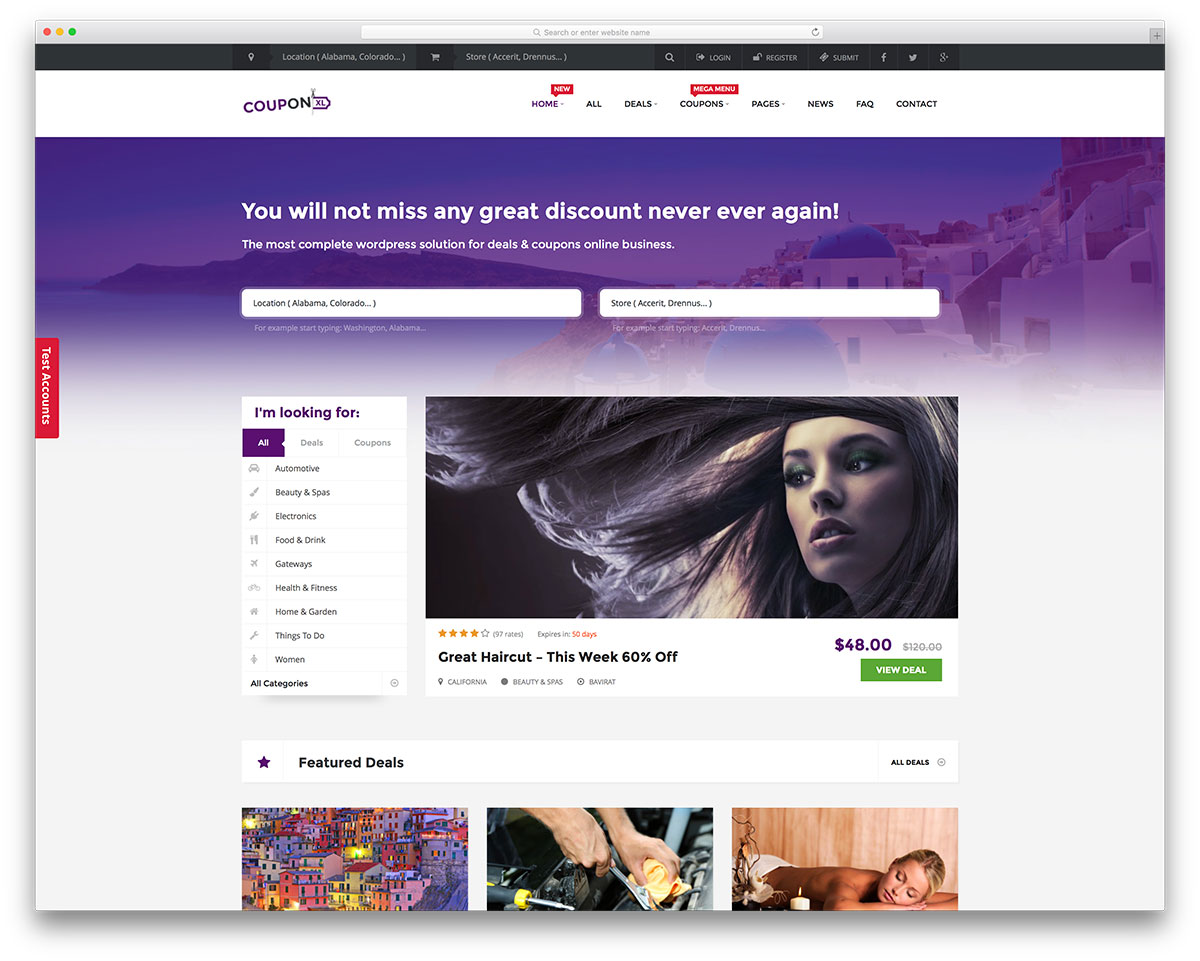 Search or enter website name
Location ( Alabama, Colorado... )
Store ( Accerit, Drennus... )
LOGIN
REGISTER
SUBMIT
COUPON XL
NEW
MEGA MENU
HOME
ALL
DEALS
COUPONS
PAGES
NEWS
FAQ
CONTACT
You will not miss any great discount never ever again!
The most complete wordpress solution for deals & coupons online business.
Location ( Alabama, Colorado... )
Store ( Accerit, Drennus... )
For example start typing: Washington, Alabama...
For example start typing: Accerit, Drennus...
Test Accounts
I'm looking for:
All
Deals
Coupons
Automotive
Beauty & Spas
Electronics
Food & Drink
Gateways
Health & Fitness
Home & Garden
Things To Do
Women
All Categories
(97 rates)
Expires in: 50 days
Great Haircut – This Week 60% Off
CALIFORNIA
BEAUTY & SPAS
BAVIRAT
$48.00
$120.00
VIEW DEAL
Featured Deals
ALL DEALS